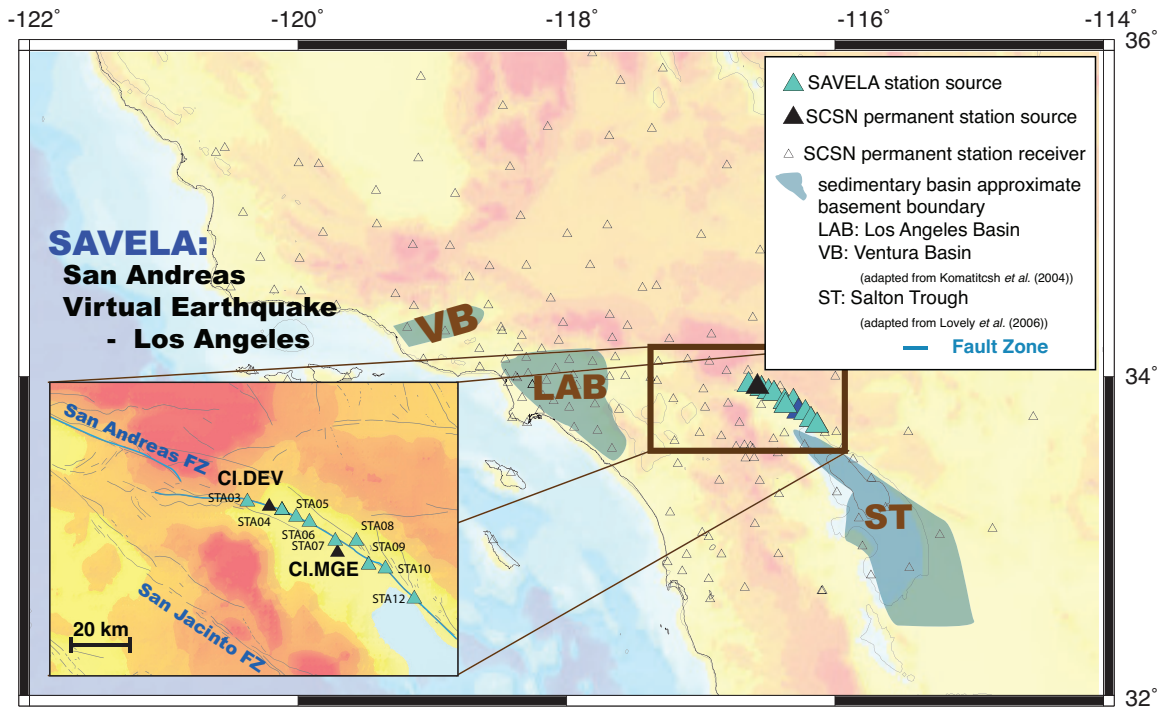 -122˚
-120˚
-118˚
-116˚
-114˚
36˚
34˚
32˚
SAVELA station source
SCSN permanent station source
SCSN permanent station receiver
sedimentary basin approximate
basement boundary
LAB: Los Angeles Basin
VB: Ventura Basin
(adapted from Komatitcsh et al. (2004))
ST: Salton Trough
(adapted from Lovely et al. (2006))
Fault Zone
SAVELA:
San Andreas
Virtual Earthquake
- Los Angeles
VB
LAB
ST
San Andreas FZ
CI.DEV
STA03
STA05
STA04
STA08
STA06
STA07
STA09
CI.MGE
STA10
STA12
San Jacinto FZ
20 km